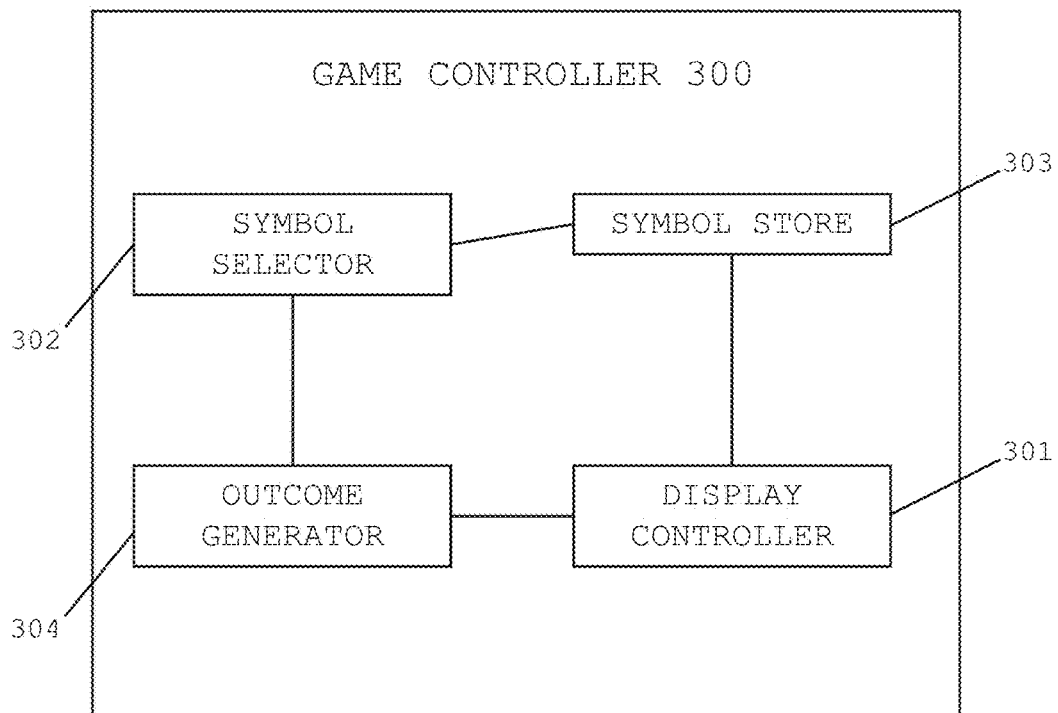 GAME CONTROLLER 300
303
SYMBOL
SELECTOR
SYMBOL STORE
302
301
OUTCOME
GENERATOR
DISPLAY
CONTROLLER
304